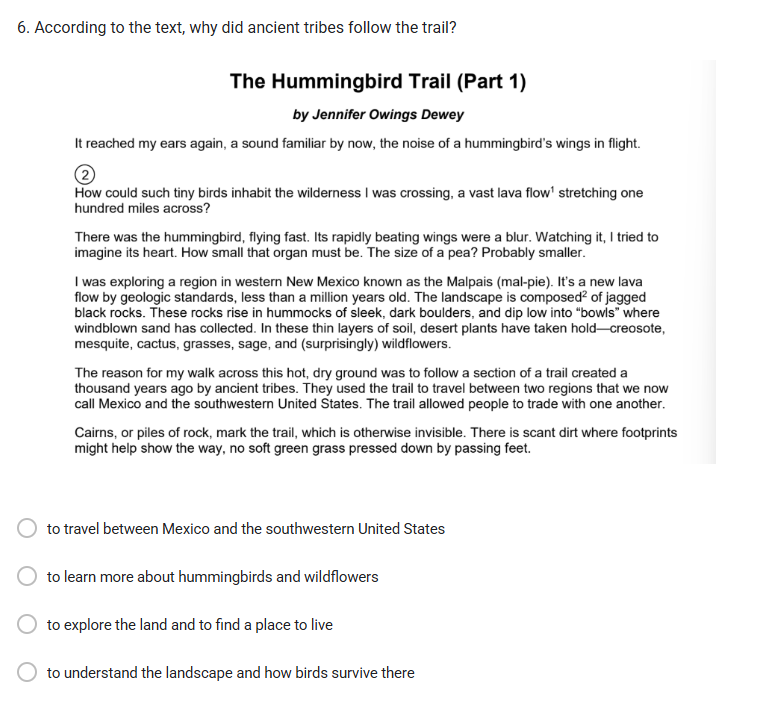 6. According to the text, why did ancient tribes follow the trail?
The Hummingbird Trail (Part 1)
by Jennifer Owings Dewey
It reached my ears again, a sound familiar by now, the noise of a hummingbird's wings in flight.
②
How could such tiny birds inhabit the wilderness I was crossing, a vast lava flow¹ stretching one
hundred miles across?
There was the hummingbird, flying fast. Its rapidly beating wings were a blur. Watching it, I tried to
imagine its heart. How small that organ must be. The size of a pea? Probably smaller.
I was exploring a region in western New Mexico known as the Malpais (mal-pie). It's a new lava
flow by geologic standards, less than a million years old. The landscape is composed² of jagged
black rocks. These rocks rise in hummocks of sleek, dark boulders, and dip low into “bowls” where
windblown sand has collected. In these thin layers of soil, desert plants have taken hold—creosote,
mesquite, cactus, grasses, sage, and (surprisingly) wildflowers.
The reason for my walk across this hot, dry ground was to follow a section of a trail created a
thousand years ago by ancient tribes. They used the trail to travel between two regions that we now
call Mexico and the southwestern United States. The trail allowed people to trade with one another.
Cairns, or piles of rock, mark the trail, which is otherwise invisible. There is scant dirt where footprints
might help show the way, no soft green grass pressed down by passing feet.
to travel between Mexico and the southwestern United States
to learn more about hummingbirds and wildflowers
to explore the land and to find a place to live
to understand the landscape and how birds survive there